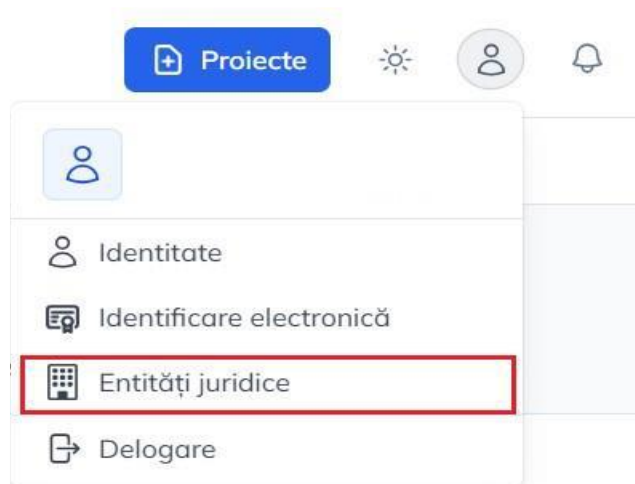 Proiecte
Identitate
Identificare electronică
Entități juridice
Delogare